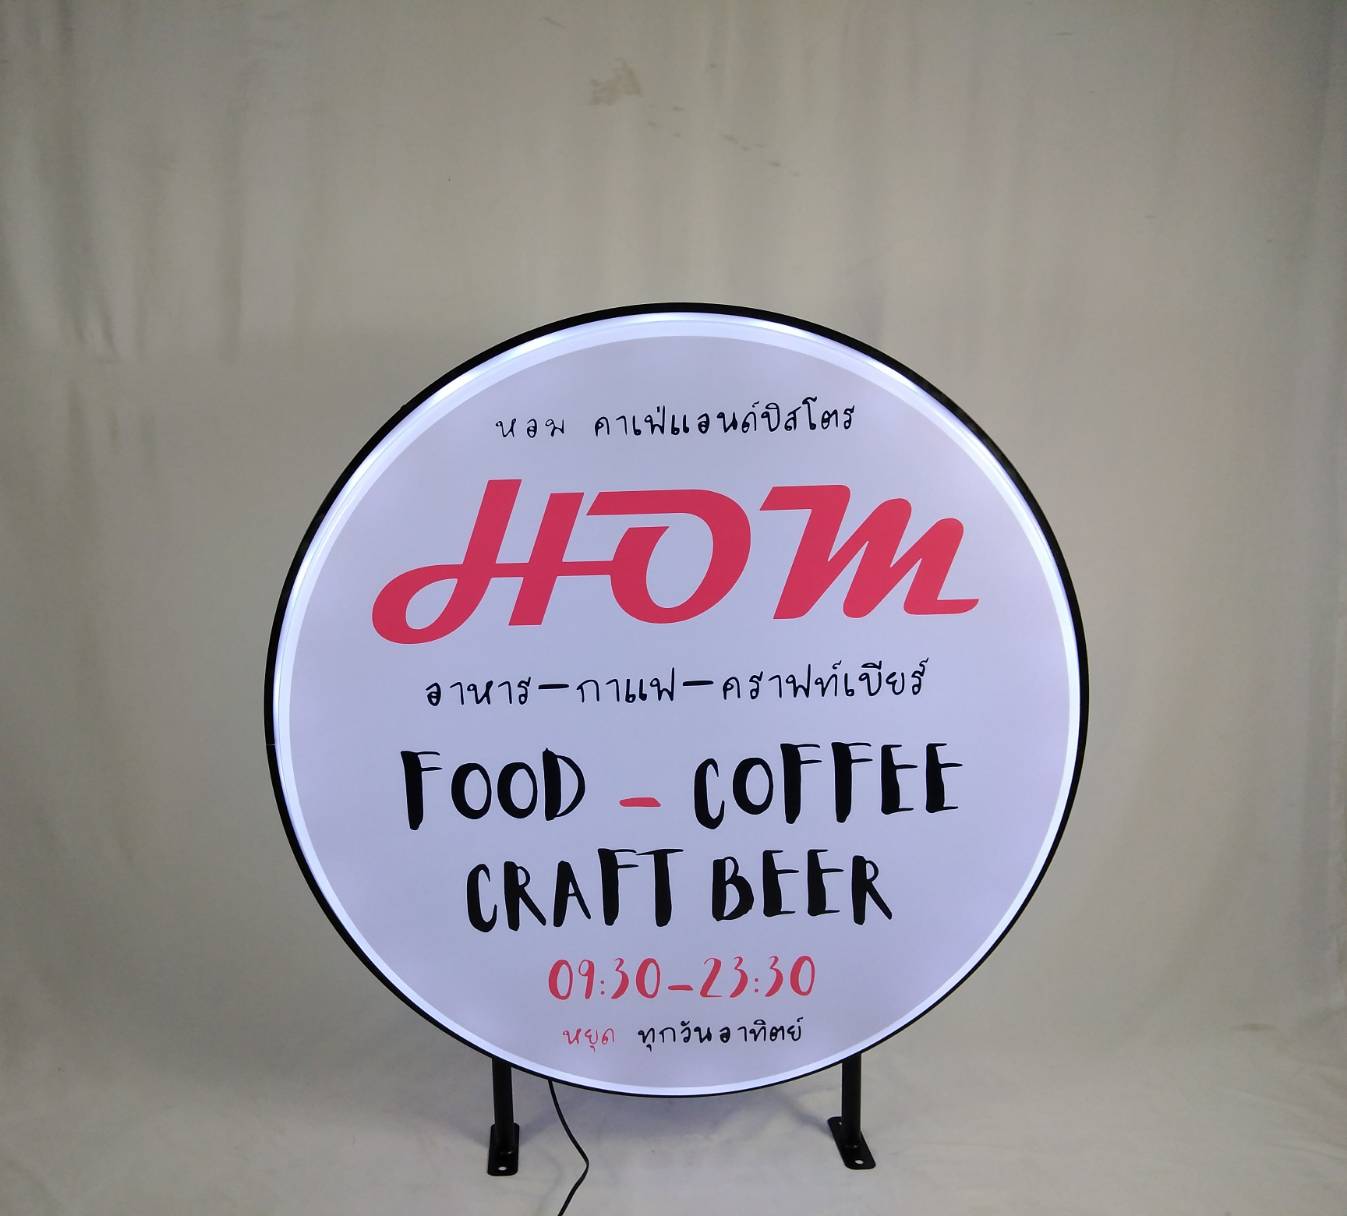 หอม คาเฟ่แอนด์บิสโตร
HOM
อาหาร-กาแฟ-คราฟท์เบียร์
FOOD - COFFEE
CRAFT BEER
09:30-23:30
หยุด ทุกวันอาทิตย์